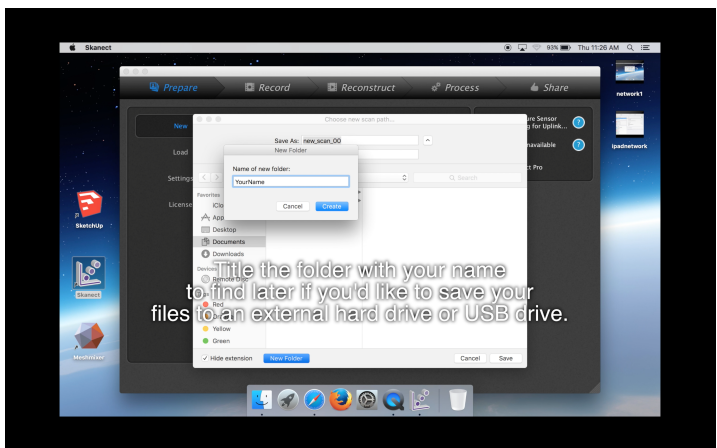 Skanect
93%
Thu 11:26 AM
Prepare
Record
Reconstruct
Process
Share
network1
ipadnetwork
New
Load
Settings
License
Choose new scan path...
Save As: new_scan_00
New Folder
Name of new folder:
YourName
Cancel
Create
Search
Favorites
Desktop
Documents
Downloads
Devices
Remote Disc
Red
Yellow
Green
Hide extension
New Folder
Cancel
Save
SketchUp
Skanect
Meshmixer
Title the folder with your name
to find later if you'd like to save your
files to an external hard drive or USB drive.